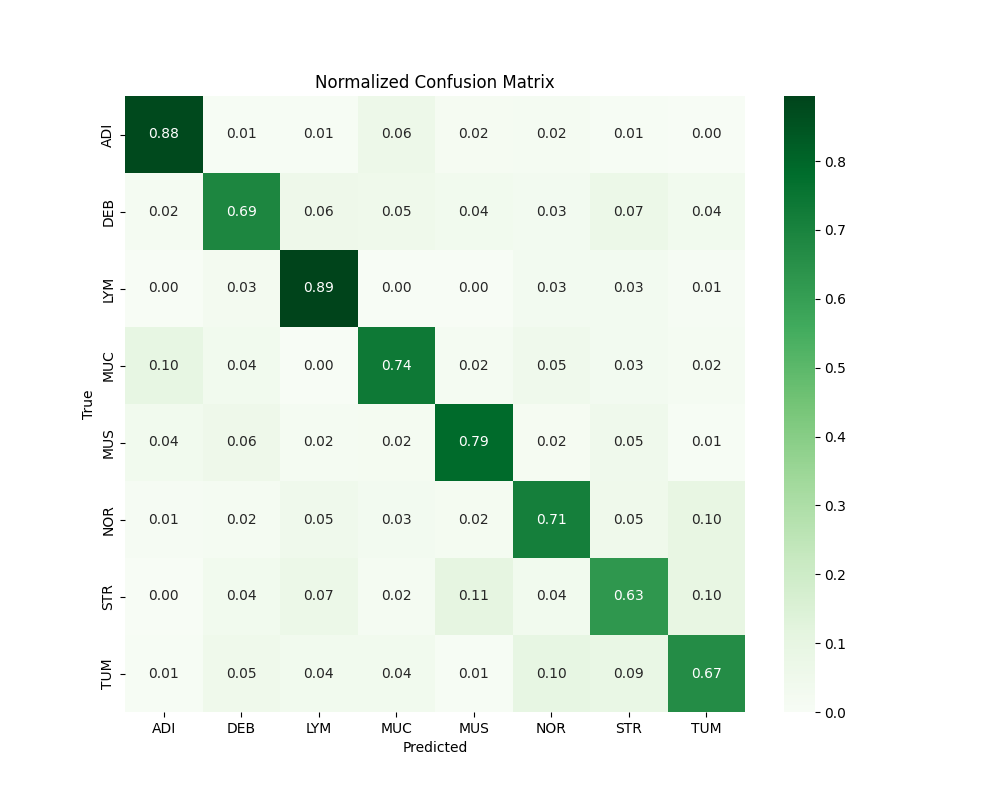 Normalized Confusion Matrix
ADI 0.88 0.01 0.01 0.06 0.02 0.02 0.01 0.00
DEB 0.02 0.69 0.06 0.05 0.04 0.03 0.07 0.04
LYM 0.00 0.03 0.89 0.00 0.00 0.03 0.03 0.01
MUC 0.10 0.04 0.00 0.74 0.02 0.05 0.03 0.02
MUS 0.04 0.06 0.02 0.02 0.79 0.02 0.05 0.01
NOR 0.01 0.02 0.05 0.03 0.02 0.71 0.05 0.10
STR 0.00 0.04 0.07 0.02 0.11 0.04 0.63 0.10
TUM 0.01 0.05 0.04 0.04 0.01 0.10 0.09 0.67
True
ADI DEB LYM MUC MUS NOR STR TUM
Predicted
0.8
0.7
0.6
0.5
0.4
0.3
0.2
0.1
0.0